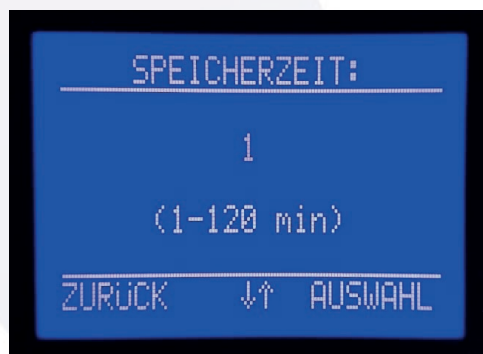 SPEICHERZEIT:
1
(1-120 min)
ZURüCK ↓↑ AUSWAHL